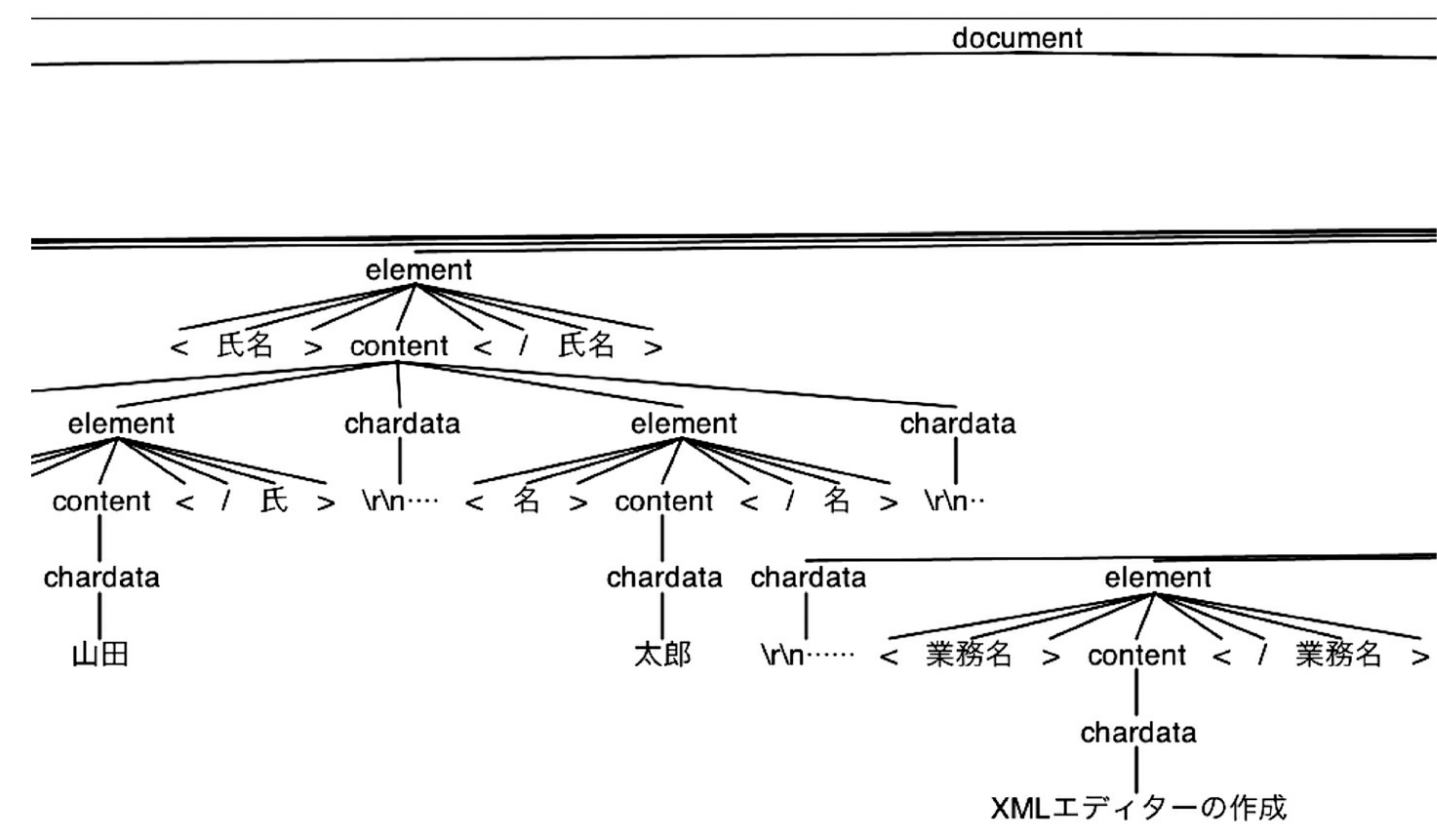 document
element
< 氏名 > content < / 氏名 >
element chardata element chardata
content < / 氏 > \r\n···· < 名 > content < / 名 > \r\n··
chardata chardata chardata element
山田 太郎 \r\n······ < 業務名 > content < / 業務名 >
chardata
XMLエディターの作成